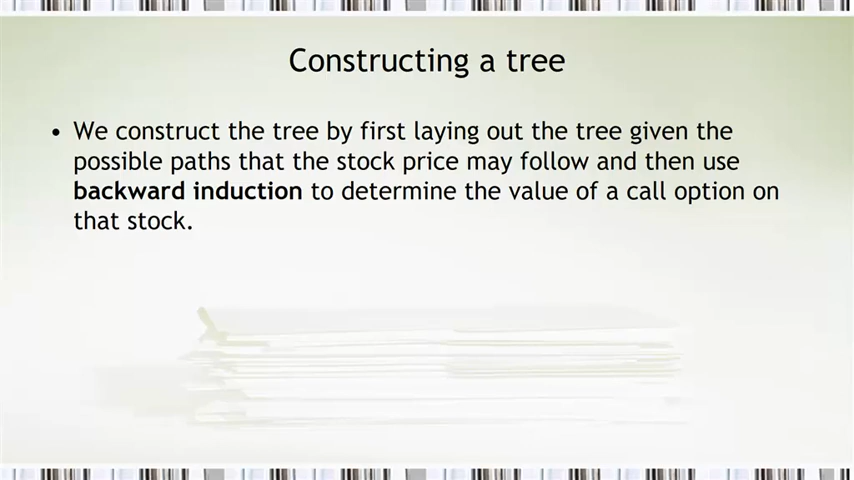 Constructing a tree
• We construct the tree by first laying out the tree given the
possible paths that the stock price may follow and then use
backward induction to determine the value of a call option on
that stock.